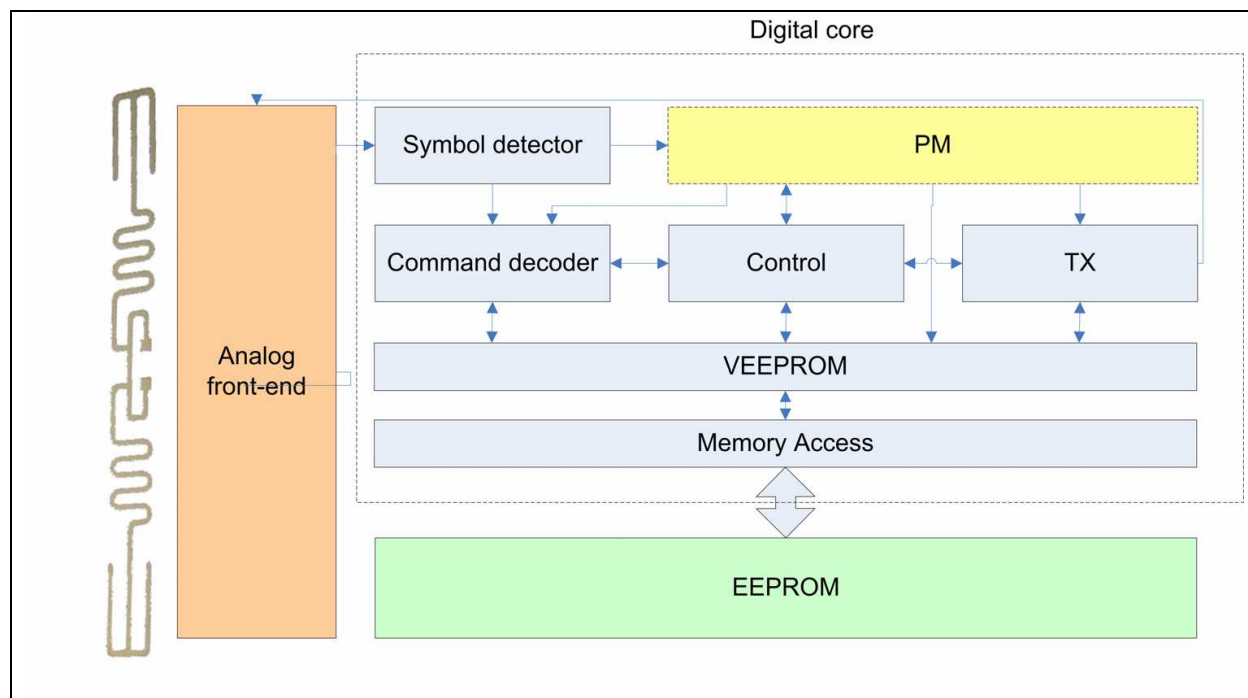 Digital core
Symbol detector
PM
Command decoder
Control
TX
Analog
front-end
VEEPROM
Memory Access
EEPROM